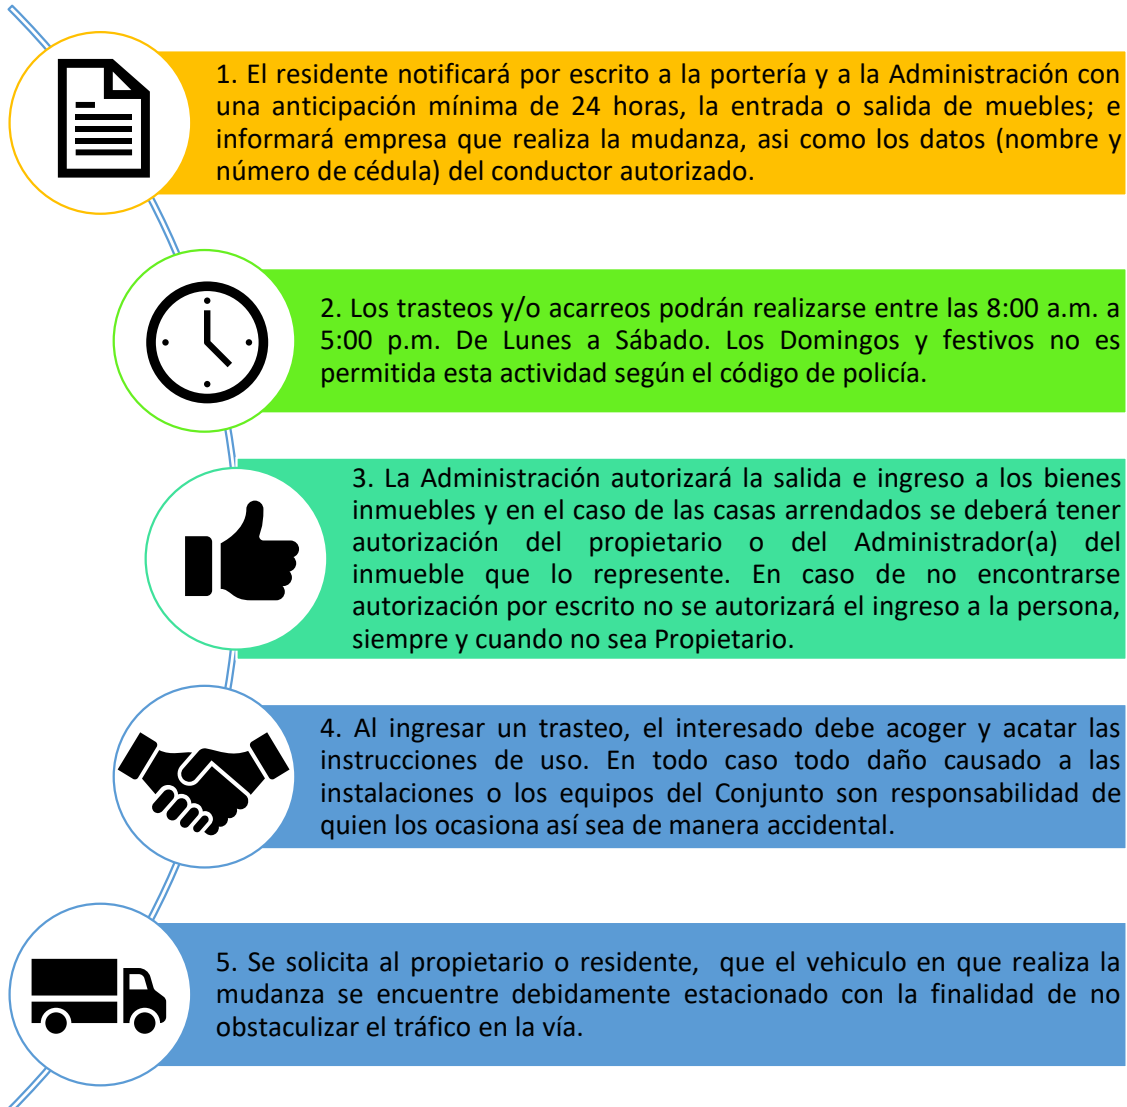 1. El residente notificará por escrito a la portería y a la Administración con
una anticipación mínima de 24 horas, la entrada o salida de muebles; e
informará empresa que realiza la mudanza, asi como los datos (nombre y
número de cédula) del conductor autorizado.
2. Los trasteos y/o acarreos podrán realizarse entre las 8:00 a.m. a
5:00 p.m. De Lunes a Sábado. Los Domingos y festivos no es
permitida esta actividad según el código de policía.
3. La Administración autorizará la salida e ingreso a los bienes
inmuebles y en el caso de las casas arrendados se deberá tener
autorización del propietario o del Administrador(a) del
inmueble que lo represente. En caso de no encontrarse
autorización por escrito no se autorizará el ingreso a la persona,
siempre y cuando no sea Propietario.
4. Al ingresar un trasteo, el interesado debe acoger y acatar las
instrucciones de uso. En todo caso todo daño causado a las
instalaciones o los equipos del Conjunto son responsabilidad de
quien los ocasiona así sea de manera accidental.
5. Se solicita al propietario o residente, que el vehiculo en que realiza la
mudanza se encuentre debidamente estacionado con la finalidad de no
obstaculizar el tráfico en la vía.